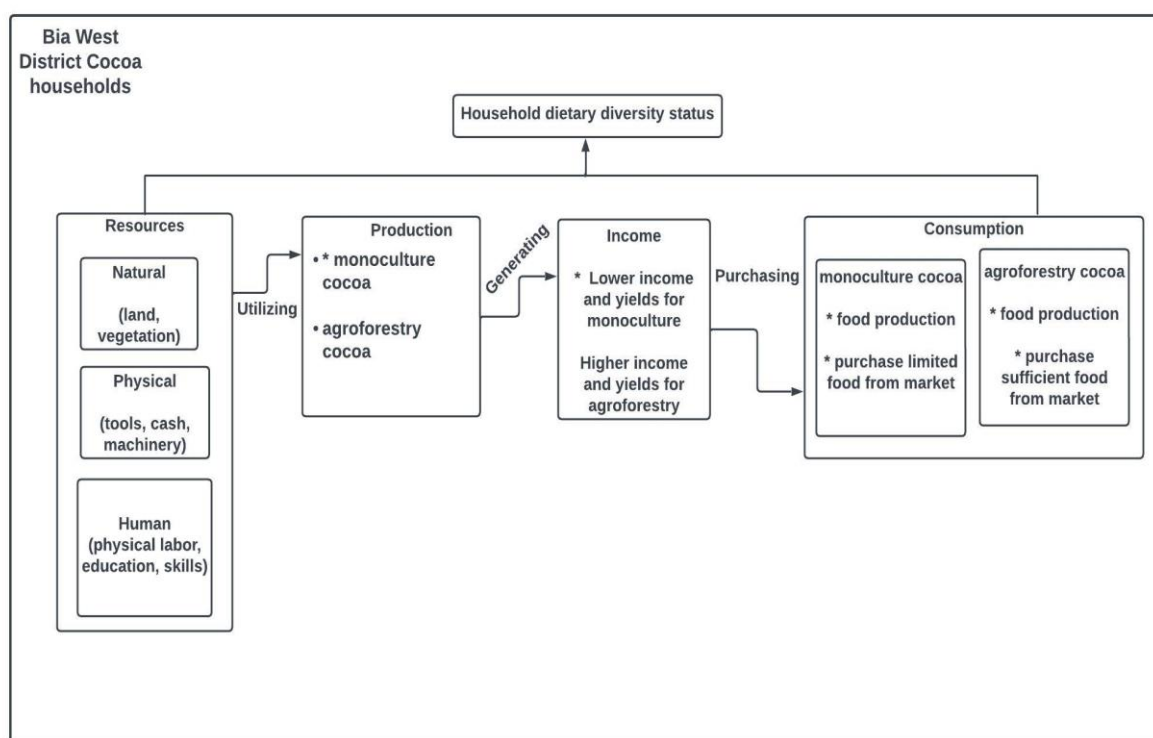 Bia West
District Cocoa
households
Household dietary diversity status
Resources
Natural
(land,
vegetation)
Physical
(tools, cash,
machinery)
Human
(physical labor,
education, skills)
Utilizing
Production
• * monoculture
cocoa
• agroforestry
cocoa
Generating
Income
* Lower income
and yields for
monoculture
Higher income
and yields for
agroforestry
Purchasing
Consumption
monoculture cocoa
* food production
* purchase limited
food from market
agroforestry cocoa
* food production
* purchase
sufficient food
from market